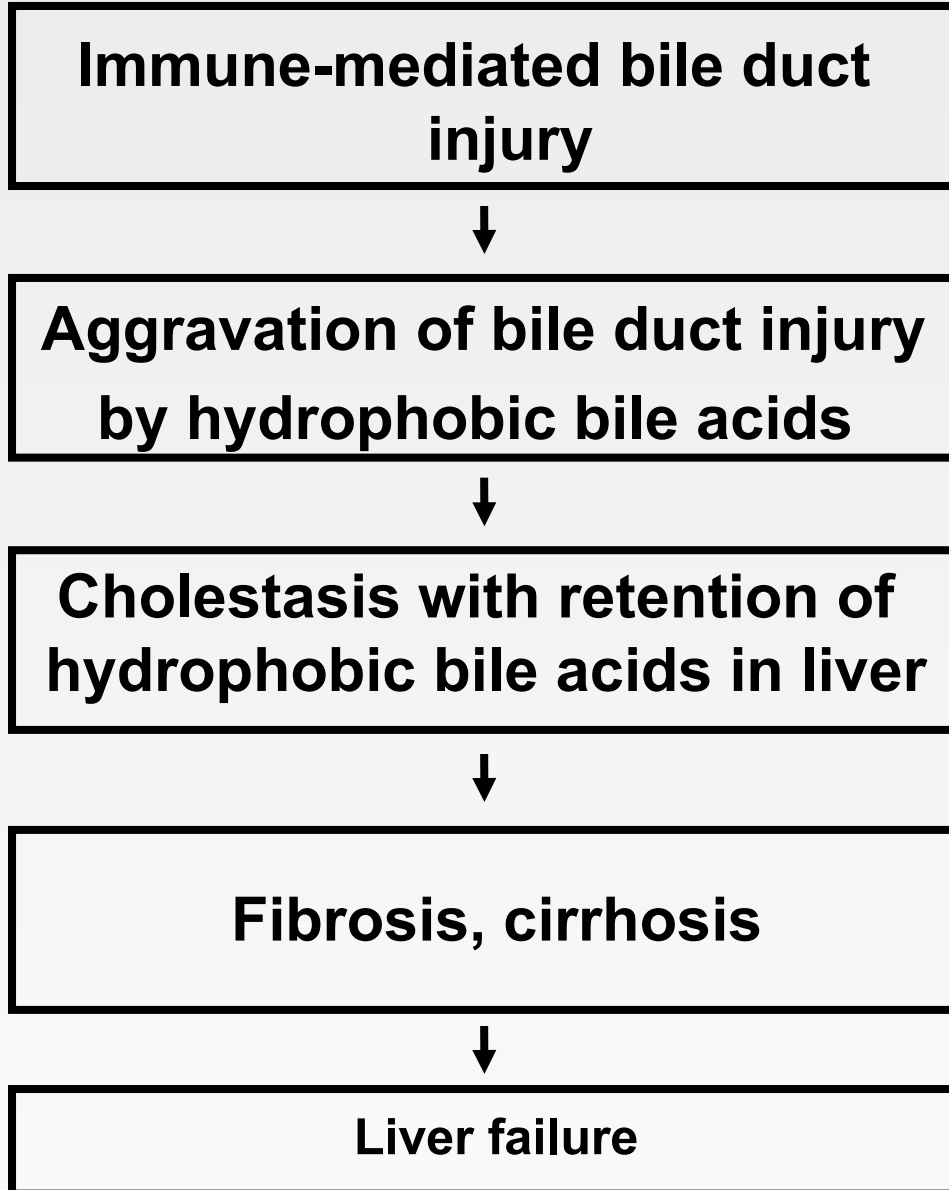 Immune-mediated bile duct
injury
Aggravation of bile duct injury
by hydrophobic bile acids
Cholestasis with retention of
hydrophobic bile acids in liver
Fibrosis, cirrhosis
Liver failure